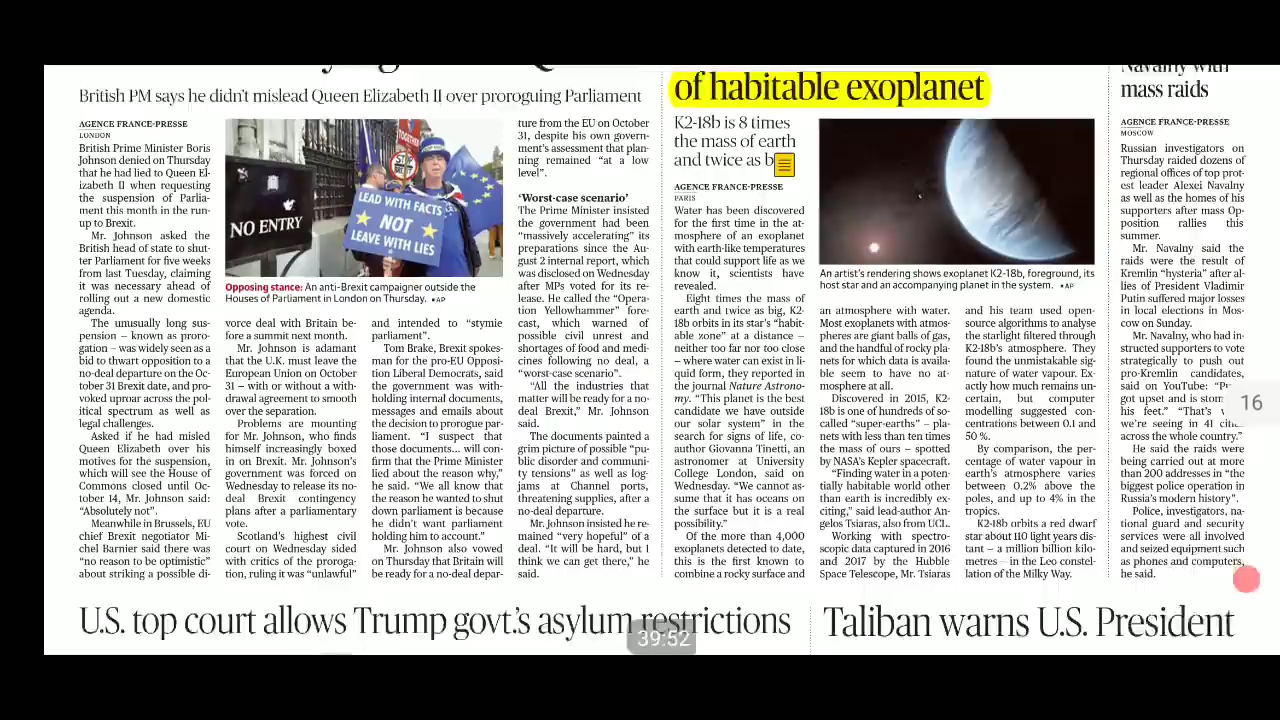 British PM says he didn't mislead Queen Elizabeth II over proroguing Parliament
AGENCE FRANCE-PRESSE
LONDON
British Prime Minister Boris
Johnson denied on Thursday
that he had lied to Queen El-
izabeth II when requesting
the suspension of Parlia-
ment this month in the run-
up to Brexit.
Mr. Johnson asked the
British head of state to shut-
ter Parliament for five weeks
from last Tuesday, claiming
it was necessary ahead of
rolling out a new domestic
agenda.
The unusually long sus-
pension – known as proro-
gation – was widely seen as a
bid to thwart opposition to a
no-deal departure on the Oc-
tober 31 Brexit date, and pro-
voked uproar across the pol-
itical spectrum as well as
legal challenges.
Asked if he had misled
Queen Elizabeth over his
motives for the suspension,
which will see the House of
Commons closed until Oc-
tober 14, Mr. Johnson said:
"Absolutely not".
Meanwhile in Brussels, EU
chief Brexit negotiator Mi-
chel Barnier said there was
"no reason to be optimistic"
about striking a possible di-
NO ENTRY
TOGETHER
STOP
BREXIT
LEAD WITH FACTS
NOT
LEAVE WITH LIES
Opposing stance: An anti-Brexit campaigner outside the
Houses of Parliament in London on Thursday. •AP
vorce deal with Britain be-
fore a summit next month.
Mr. Johnson is adamant
that the U.K. must leave the
European Union on October
31 – with or without a with-
drawal agreement to smooth
over the separation.
Problems are mounting
for Mr. Johnson, who finds
himself increasingly boxed
in on Brexit. Mr. Johnson's
government was forced on
Wednesday to release its no-
deal Brexit contingency
plans after a parliamentary
vote.
Scotland's highest civil
court on Wednesday sided
with critics of the proroga-
tion, ruling it was "unlawful"
and intended to "stymie
parliament".
Tom Brake, Brexit spokes-
man for the pro-EU Opposi-
tion Liberal Democrats, said
the government was with-
holding internal documents,
messages and emails about
the decision to prorogue par-
liament. "I suspect that
those documents... will con-
firm that the Prime Minister
lied about the reason why,"
he said. "We all know that
the reason he wanted to shut
down parliament is because
he didn't want parliament
holding him to account."
Mr. Johnson also vowed
on Thursday that Britain will
be ready for a no-deal depar-
ture from the EU on October
31, despite his own govern-
ment's assessment that plan-
ning remained "at a low
level".
'Worst-case scenario'
The Prime Minister insisted
the government had been
"massively accelerating" its
preparations since the Au-
gust 2 internal report, which
was disclosed on Wednesday
after MPs voted for its re-
lease. He called the "Opera-
tion Yellowhammer" fore-
cast, which warned of
possible civil unrest and
shortages of food and medi-
cines following no deal, a
"worst-case scenario".
"All the industries that
matter will be ready for a no-
deal Brexit," Mr. Johnson
said.
The documents painted a
grim picture of possible "pu-
blic disorder and communi-
ty tensions" as well as log-
jams at Channel ports,
threatening supplies, after a
no-deal departure.
Mr. Johnson insisted he re-
mained "very hopeful" of a
deal. "It will be hard, but I
think we can get there," he
said.
of habitable exoplanet
K2-18b is 8 times
the mass of earth
and twice as b
AGENCE FRANCE-PRESSE
PARIS
Water has been discovered
for the first time in the at-
mosphere of an exoplanet
with earth-like temperatures
that could support life as we
know it, scientists have
revealed.
Eight times the mass of
earth and twice as big, K2-
18b orbits in its star's "habit-
able zone" at a distance –
neither too far nor too close
– where water can exist in li-
quid form, they reported in
the journal Nature Astrono-
my. "This planet is the best
candidate we have outside
our solar system" in the
search for signs of life, co-
author Giovanna Tinetti, an
astronomer at University
College London, said on
Wednesday. "We cannot as-
sume that it has oceans on
the surface but it is a real
possibility."
Of the more than 4,000
exoplanets detected to date,
this is the first known to
combine a rocky surface and
An artist's rendering shows exoplanet K2-18b, foreground, its
host star and an accompanying planet in the system. •AP
an atmosphere with water.
Most exoplanets with atmos-
pheres are giant balls of gas,
and the handful of rocky pla-
nets for which data is availa-
ble seem to have no at-
mosphere at all.
Discovered in 2015, K2-
18b is one of hundreds of so-
called "super-earths" – pla-
nets with less than ten times
the mass of ours – spotted
by NASA's Kepler spacecraft.
"Finding water in a poten-
tially habitable world other
than earth is incredibly ex-
citing," said lead-author An-
gelos Tsiaras, also from UCL.
Working with spectro-
scopic data captured in 2016
and 2017 by the Hubble
Space Telescope, Mr. Tsiaras
and his team used open-
source algorithms to analyse
the starlight filtered through
K2-18b's atmosphere. They
found the unmistakable sig-
nature of water vapour. Ex-
actly how much remains un-
certain, but computer
modelling suggested con-
centrations between 0.1 and
50 %.
By comparison, the per-
centage of water vapour in
earth's atmosphere varies
between 0.2% above the
poles, and up to 4% in the
tropics.
K2-18b orbits a red dwarf
star about 110 light years dis-
tant – a million billion kilo-
metres – in the Leo constel-
lation of the Milky Way.
Navalny with
mass raids
AGENCE FRANCE-PRESSE
MOSCOW
Russian investigators on
Thursday raided dozens of
regional offices of top prot-
est leader Alexei Navalny
as well as the homes of his
supporters after mass Op-
position rallies this
summer.
Mr. Navalny said the
raids were the result of
Kremlin "hysteria" after al-
lies of President Vladimir
Putin suffered major losses
in local elections in Mos-
cow on Sunday.
Mr. Navalny, who had in-
structed supporters to vote
strategically to push out
pro-Kremlin candidates,
said on YouTube:
got upset and is
his feet." "That's
we're seeing in 41
across the whole country."
He said the raids were
being carried out at more
than 200 addresses in "the
biggest police operation in
Russia's modern history".
Police, investigators, na-
tional guard and security
services were all involved
and seized equipment such
as phones and computers,
he said.
16
U.S. top court allows Trump govt.'s asylum restrictions
Taliban warns U.S. President
39:52